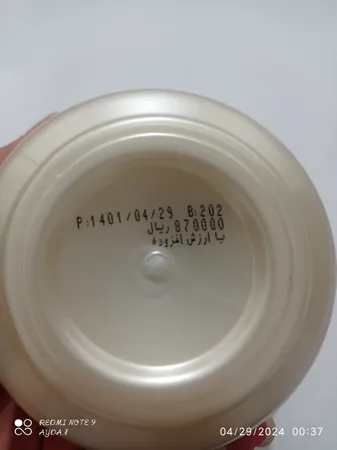 P:1401/04/29 B:202
870000 ریال
با ارزش افزوده
REDMI NOTE 9
AYDA.F
04/29/2024 00:37